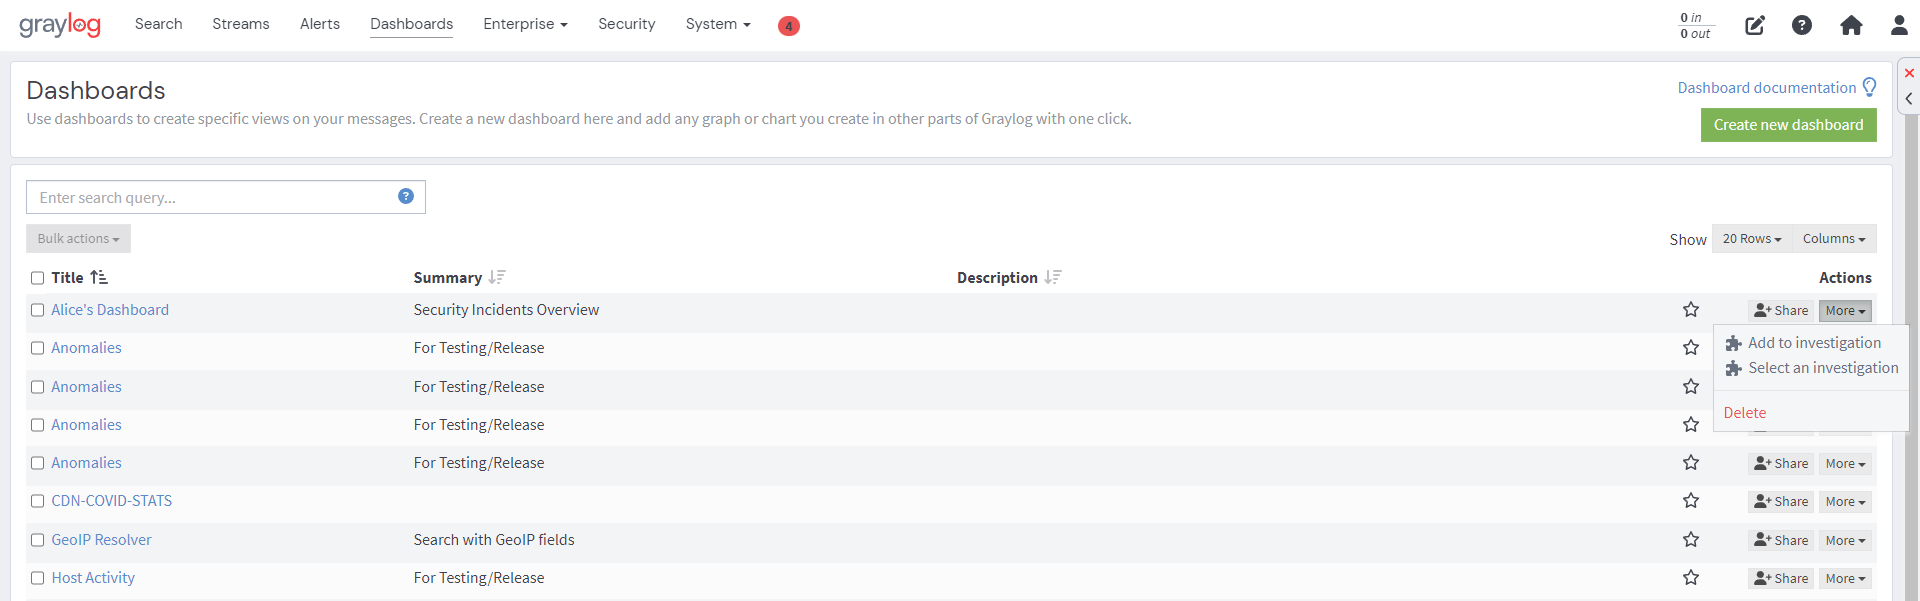 graylog Search Streams Alerts Dashboards Enterprise Security System 4 0 in
0 out
Dashboards
Dashboard documentation
Use dashboards to create specific views on your messages. Create a new dashboard here and add any graph or chart you create in other parts of Graylog with one click.
Create new dashboard
Enter search query... ?
Bulk actions Show 20 Rows Columns
Title Summary Description Actions
Alice's Dashboard Security Incidents Overview Share More
Add to investigation
Select an investigation
Delete
Anomalies For Testing/Release
Anomalies For Testing/Release
Anomalies For Testing/Release
Anomalies For Testing/Release Share More
CDN-COVID-STATS Share More
GeoIP Resolver Search with GeoIP fields Share More
Host Activity For Testing/Release Share More